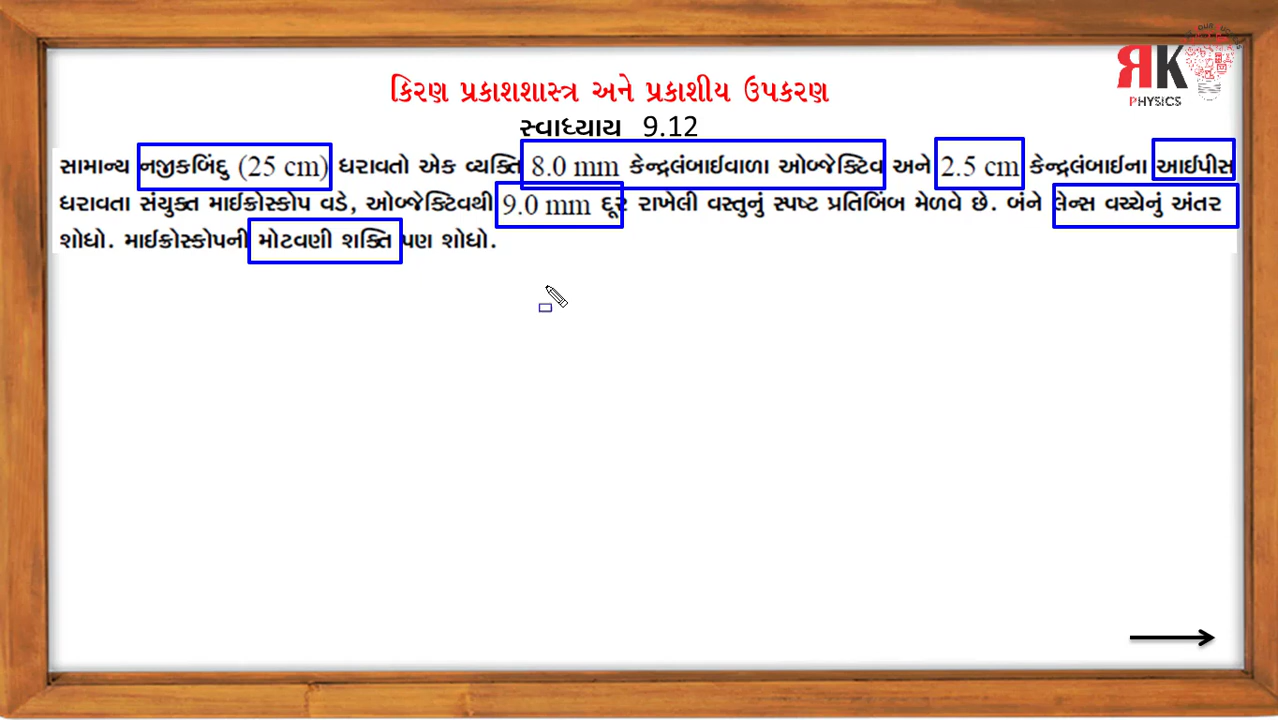 કિરણ પ્રકાશશાસ્ત્ર અને પ્રકાશીય ઉપકરણ
સ્વાધ્યાય 9.12
સામાન્ય નજીકબિંદુ (25 cm) ધરાવતો એક વ્યક્તિ 8.0 mm કેન્દ્રલંબાઈવાળા ઓબ્જેક્ટિવ અને 2.5 cm કેન્દ્રલંબાઈના આઈપીસ
ધરાવતા સંયુક્ત માઈક્રોસ્કોપ વડે, ઓબ્જેક્ટિવથી 9.0 mm દૂર રાખેલી વસ્તુનું સ્પષ્ટ પ્રતિબિંબ મેળવે છે. બંને લેન્સ વચ્ચેનું અંતર
શોધો. માઈક્રોસ્કોપની મોટવણી શક્તિ પણ શોધો.
RK
PHYSICS